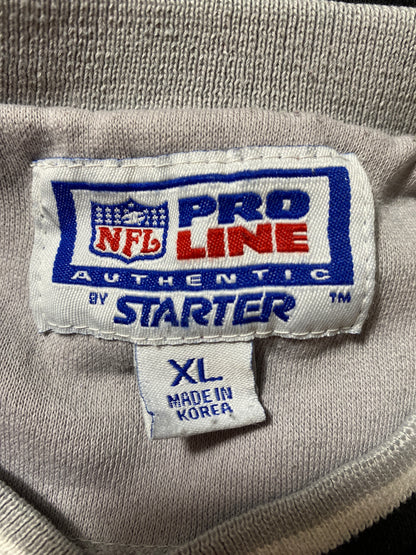 NFL PRO
LINE
AUTHENTIC
BY STARTER ™
XL
MADE IN
KOREA